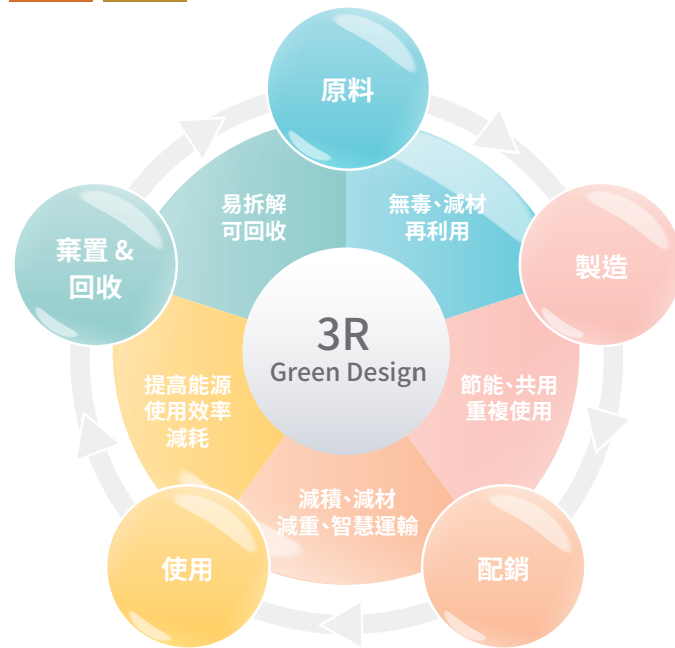 原料
易拆解
可回收
無毒、減材
再利用
棄置 &
回收
製造
3R
Green Design
提高能源
使用效率
減耗
節能、共用
重複使用
減積、減材
減重、智慧運輸
使用
配銷